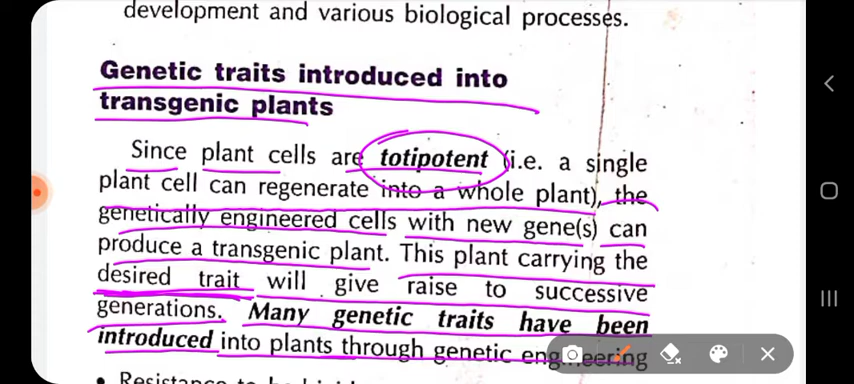 development and various biological processes.
Genetic traits introduced into
transgenic plants
Since plant cells are totipotent (i.e. a single
plant cell can regenerate into a whole plant), the
genetically engineered cells with new gene(s) can
produce a transgenic plant. This plant carrying the
desired trait will give raise to successive
generations. Many genetic traits have been
introduced into plants through genetic engineering
• Resistance to